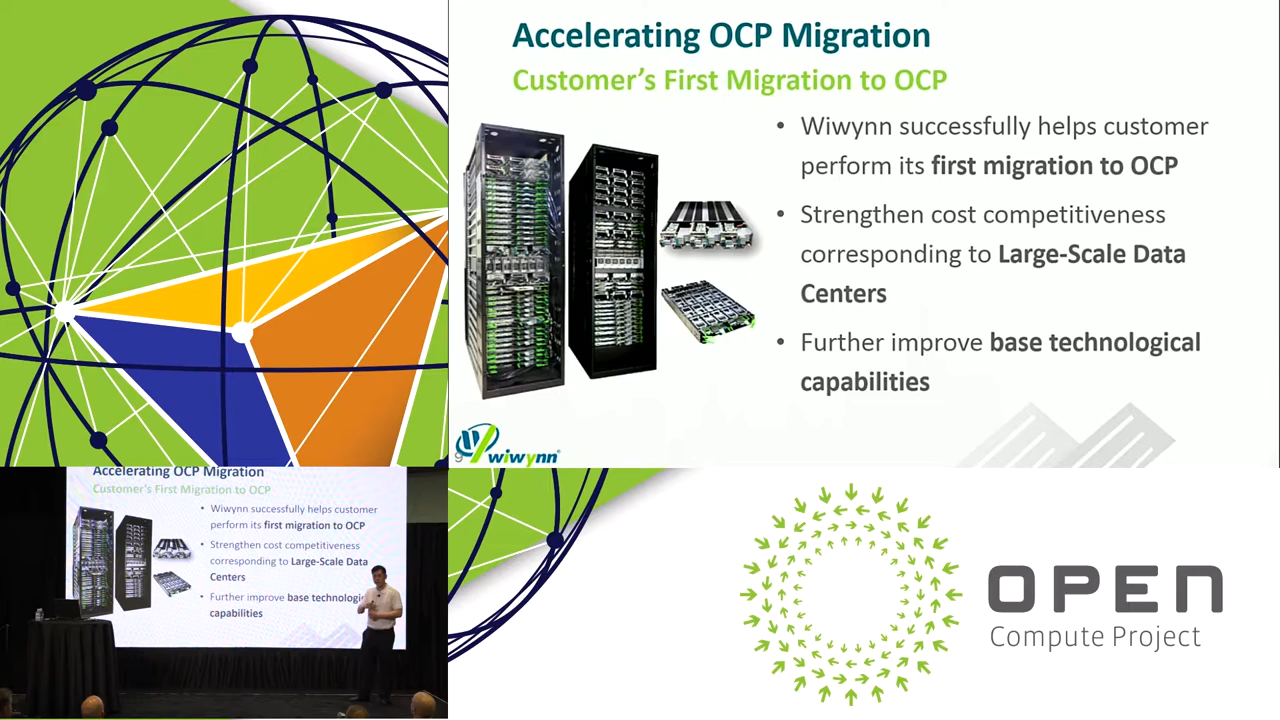 Accelerating OCP Migration
Customer's First Migration to OCP
• Wiwynn successfully helps customer
perform its first migration to OCP
• Strengthen cost competitiveness
corresponding to Large-Scale Data
Centers
• Further improve base technological
capabilities
9
wiwynn®
Accelerating OCP Migration
Customer's First Migration to OCP
• Wiwynn successfully helps customer
perform its first migration to OCP
• Strengthen cost competitiveness
corresponding to Large-Scale Data
Centers
• Further improve base technologi
capabilities
OPEN
Compute Project